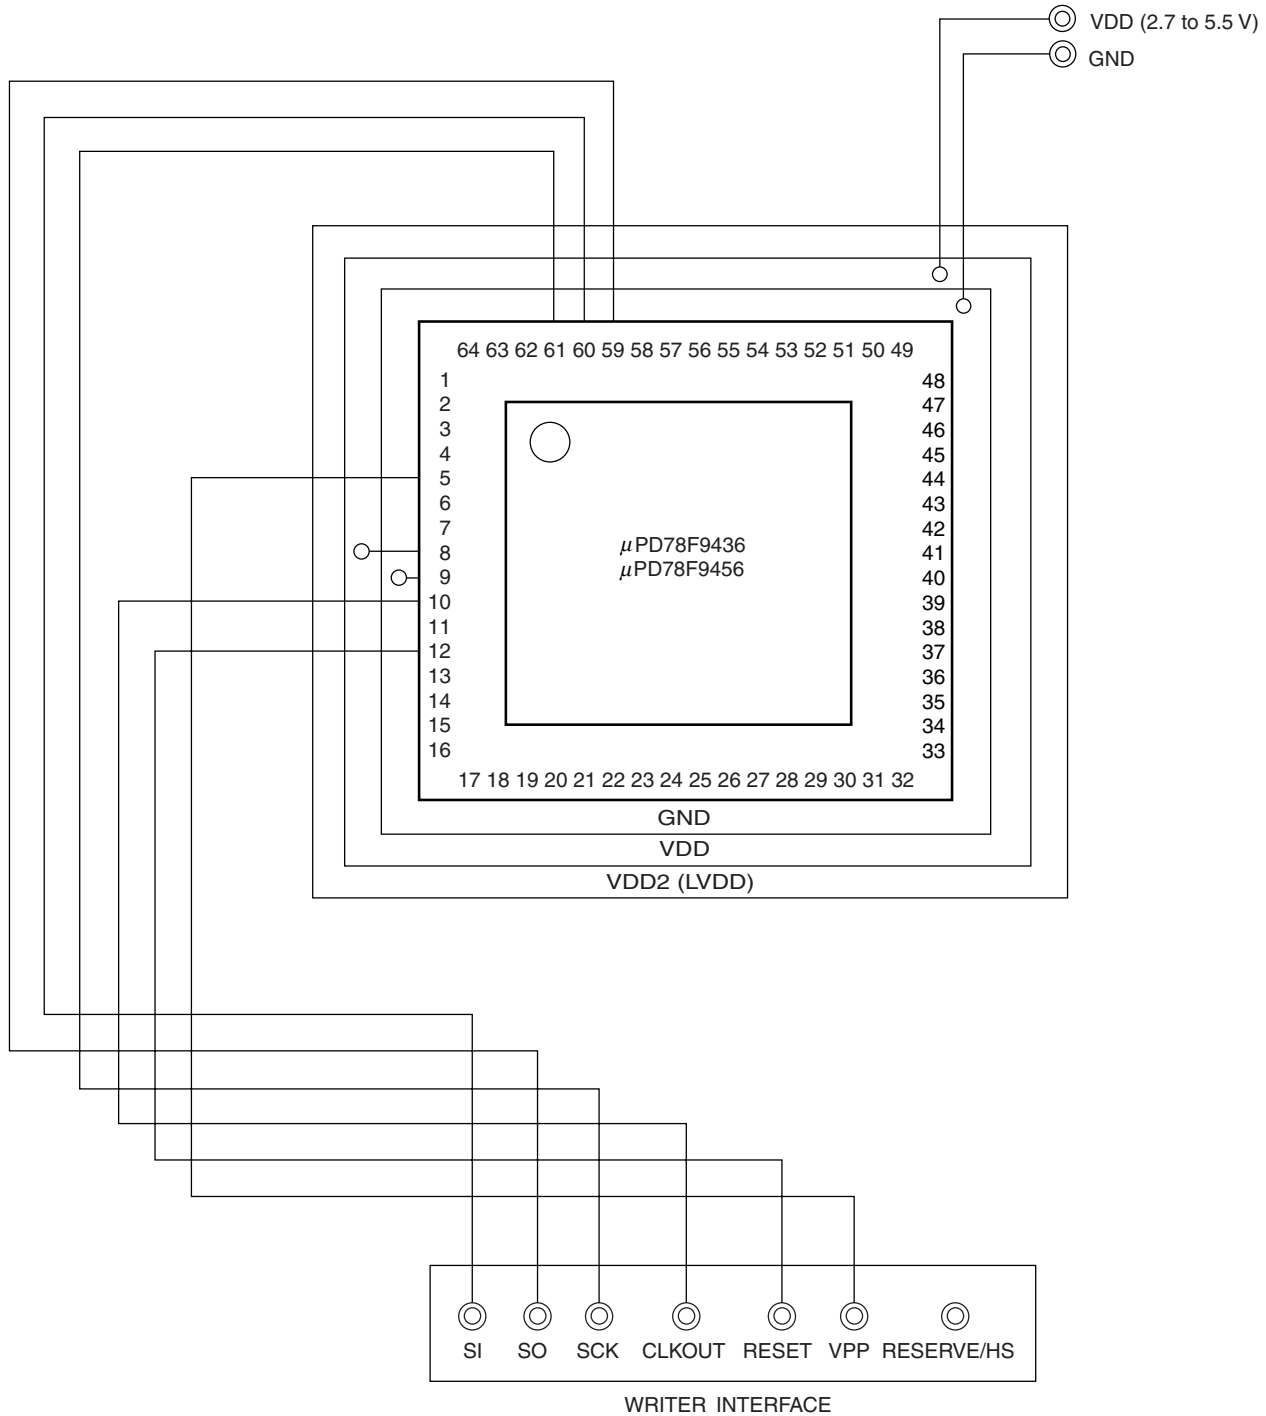 VDD (2.7 to 5.5 V)
GND
64 63 62 61 60 59 58 57 56 55 54 53 52 51 50 49
1 48
2 47
3 46
4 45
5 44
6 43
7 42
μPD78F9436
8 41
μPD78F9456
9 40
10 39
11 38
12 37
13 36
14 35
15 34
16 33
17 18 19 20 21 22 23 24 25 26 27 28 29 30 31 32
GND
VDD
VDD2 (LVDD)
SI SO SCK CLKOUT RESET VPP RESERVE/HS
WRITER INTERFACE